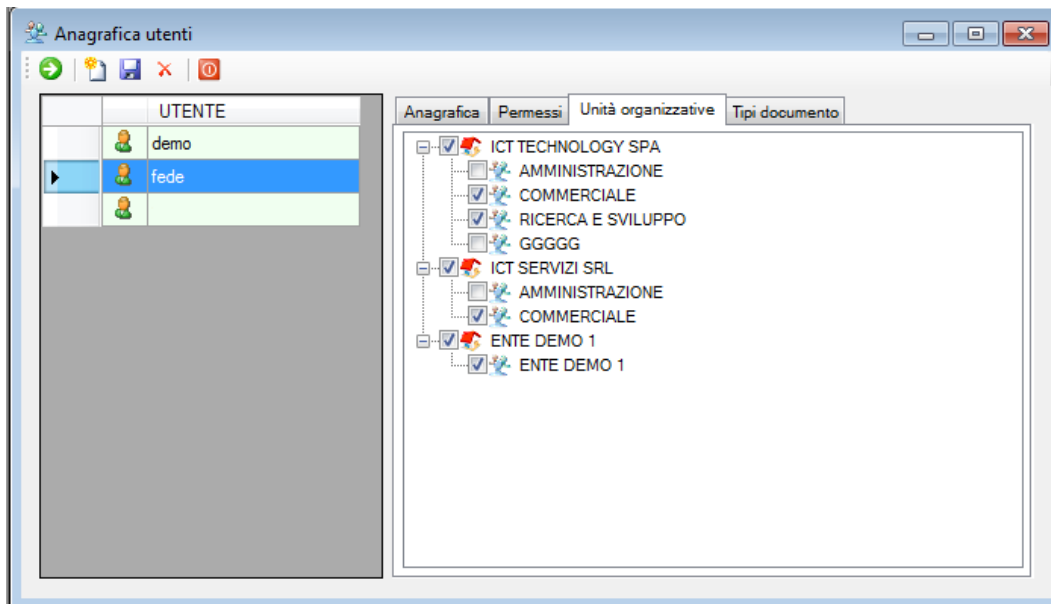 Anagrafica utenti
UTENTE
demo
fede
Anagrafica Permessi Unità organizzative Tipi documento
ICT TECHNOLOGY SPA
AMMINISTRAZIONE
COMMERCIALE
RICERCA E SVILUPPO
GGGGG
ICT SERVIZI SRL
AMMINISTRAZIONE
COMMERCIALE
ENTE DEMO 1
ENTE DEMO 1